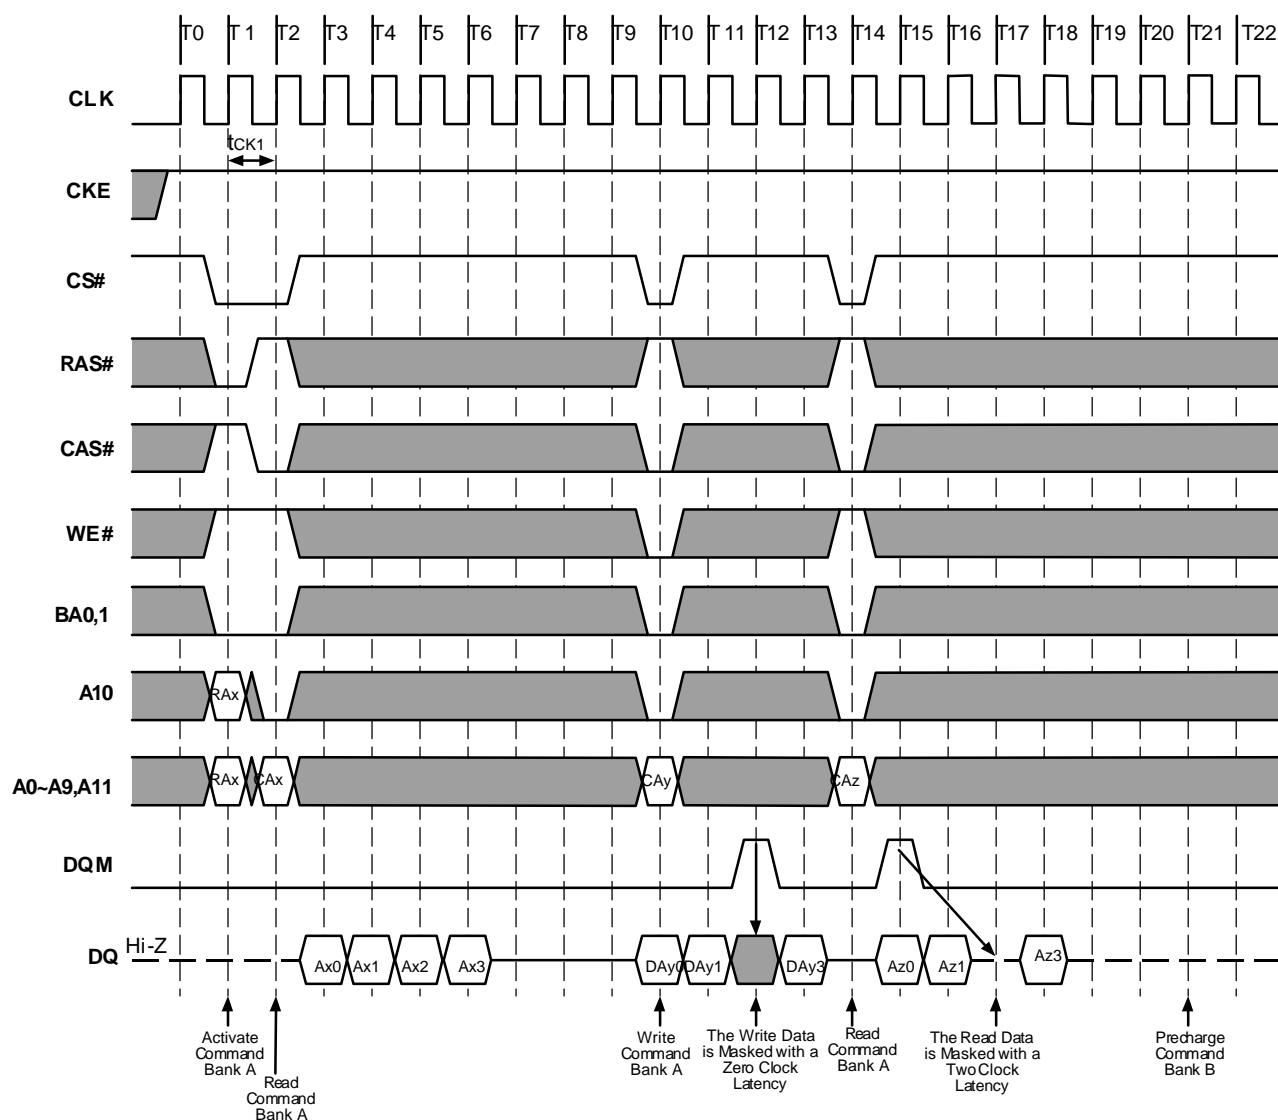 T0 T 1 T2 T3 T4 T5 T6 T7 T8 T9 T10 T 11 T12 T13 T14 T15 T16 T17 T18 T19 T20 T21 T22
CLK
tCK1
CKE
CS#
RAS#
CAS#
WE#
BA0,1
A10
RAx
A0~A9,A11
RAx CAx CAy CAz
DQM
DQ
Hi-Z
Ax0 Ax1 Ax2 Ax3 DAy0 DAy1 DAy3 Az0 Az1 Az3
Activate
Command
Bank A
Read
Command
Bank A
Write
Command
Bank A
The Write Data
is Masked with a
Zero Clock
Latency
Read
Command
Bank A
The Read Data
is Masked with a
Two Clock
Latency
Precharge
Command
Bank B